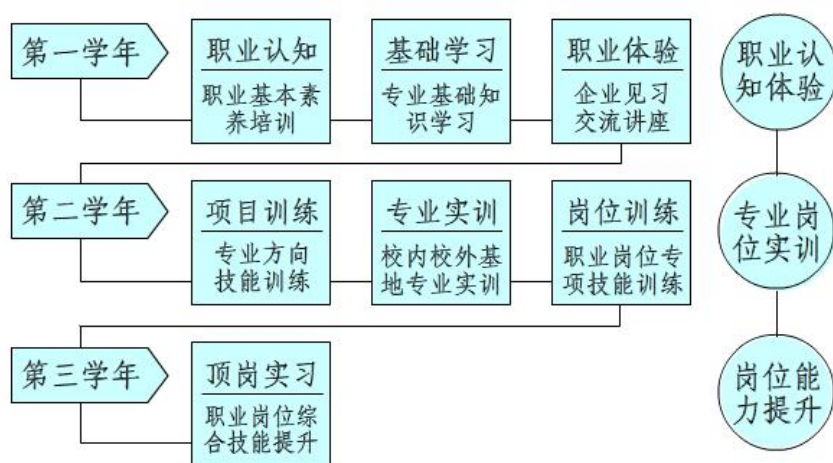 第一学年
职业认知
职业基本素
养培训
基础学习
专业基础知
识学习
职业体验
企业见习
交流讲座
职业认
知体验
第二学年
项目训练
专业方向
技能训练
专业实训
校内校外基
地专业实训
岗位训练
职业岗位专
项技能训练
专业岗
位实训
第三学年
顶岗实习
职业岗位综
合技能提升
岗位能
力提升